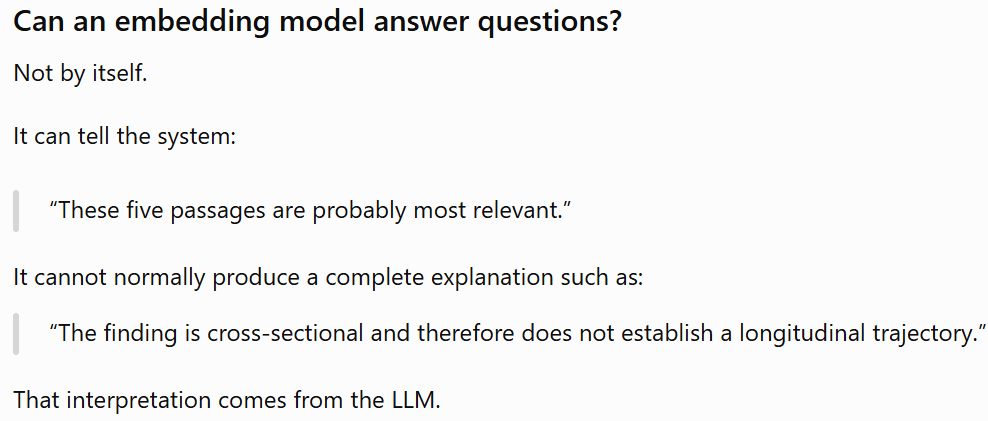 Can an embedding model answer questions?
Not by itself.
It can tell the system:
“These five passages are probably most relevant.”
It cannot normally produce a complete explanation such as:
“The finding is cross-sectional and therefore does not establish a longitudinal trajectory.”
That interpretation comes from the LLM.